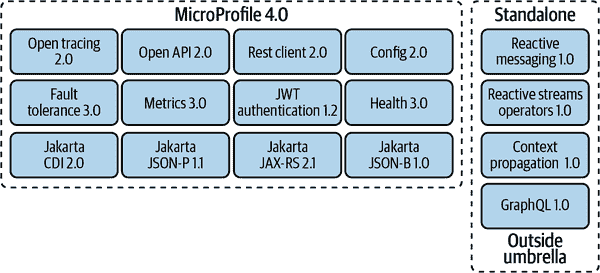 MicroProfile 4.0
Open tracing
2.0
Open API 2.0
Rest client 2.0
Config 2.0
Fault
tolerance 3.0
Metrics 3.0
JWT
authentication 1.2
Health 3.0
Jakarta
CDI 2.0
Jakarta
JSON-P 1.1
Jakarta
JAX-RS 2.1
Jakarta
JSON-B 1.0
Standalone
Reactive
messaging 1.0
Reactive streams
operators 1.0
Context
propagation 1.0
GraphQL 1.0
Outside
umbrella